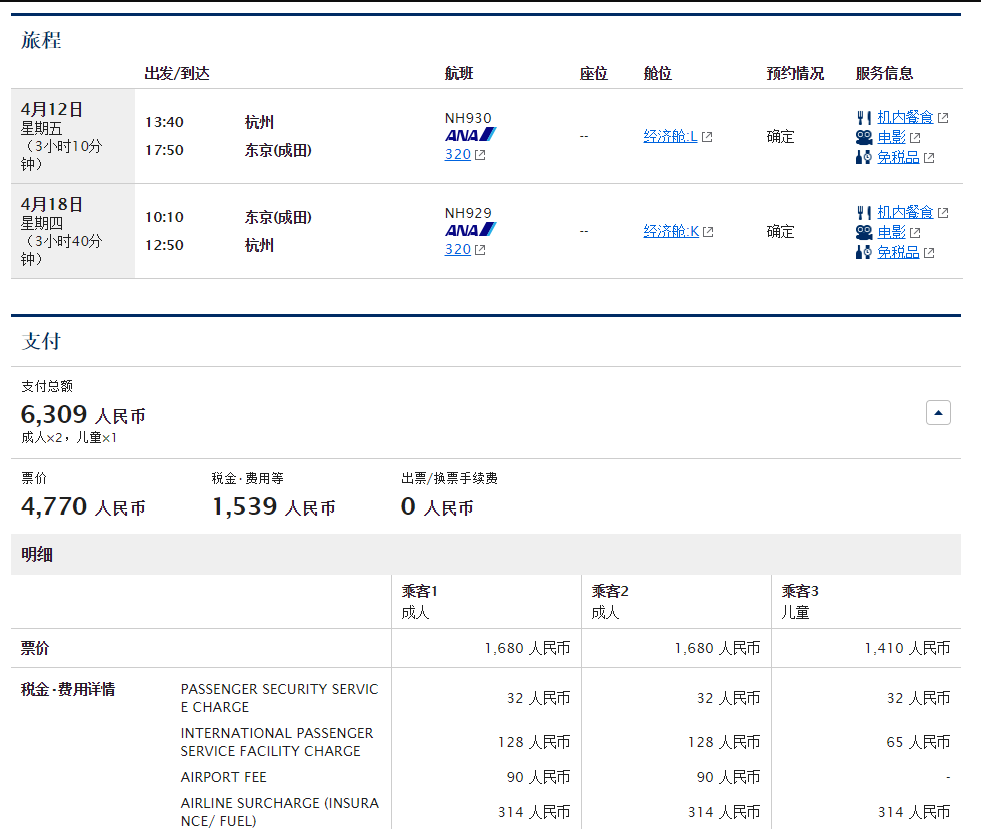 旅程
出发/到达 航班 座位 舱位 预约情况 服务信息
4月12日
星期五
（3小时10分
钟）
13:40 杭州
17:50 东京(成田)
NH930
ANA
320
--
经济舱:L
确定
机内餐食
电影
免税品
4月18日
星期四
（3小时40分
钟）
10:10 东京(成田)
12:50 杭州
NH929
ANA
320
--
经济舱:K
确定
机内餐食
电影
免税品
支付
支付总额
6,309 人民币
成人×2，儿童×1
票价 税金·费用等 出票/换票手续费
4,770 人民币 1,539 人民币 0 人民币
明细
乘客1 乘客2 乘客3
成人 成人 儿童
票价 1,680 人民币 1,680 人民币 1,410 人民币
税金·费用详情
PASSENGER SECURITY SERVIC
E CHARGE
32 人民币 32 人民币 32 人民币
INTERNATIONAL PASSENGER
SERVICE FACILITY CHARGE
128 人民币 128 人民币 65 人民币
AIRPORT FEE 90 人民币 90 人民币 -
AIRLINE SURCHARGE (INSURA
NCE/ FUEL)
314 人民币 314 人民币 314 人民币